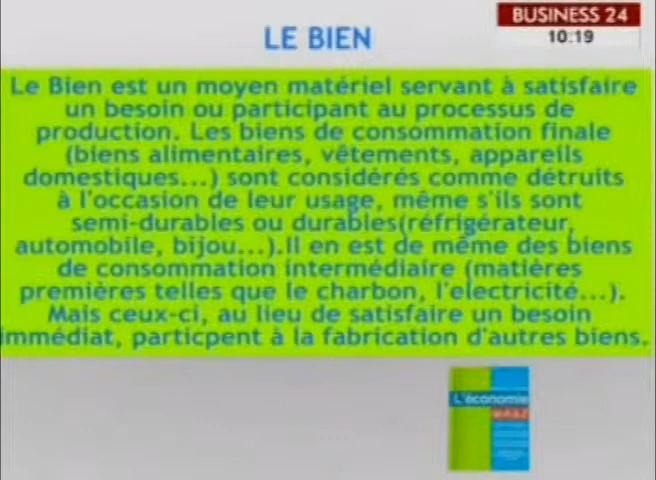 BUSINESS 24
10:19
LE BIEN
Le Bien est un moyen matériel servant à satisfaire
un besoin ou participant au processus de
production. Les biens de consommation finale
(biens alimentaires, vêtements, appareils
domestiques...) sont considérés comme détruits
à l'occasion de leur usage, même s'ils sont
semi-durables ou durables(réfrigérateur,
automobile, bijou...).Il en est de même des biens
de consommation intermédiaire (matières
premières telles que le charbon, l'electricité...).
Mais ceux-ci, au lieu de satisfaire un besoin
immédiat, particpent à la fabrication d'autres biens.
L'économie